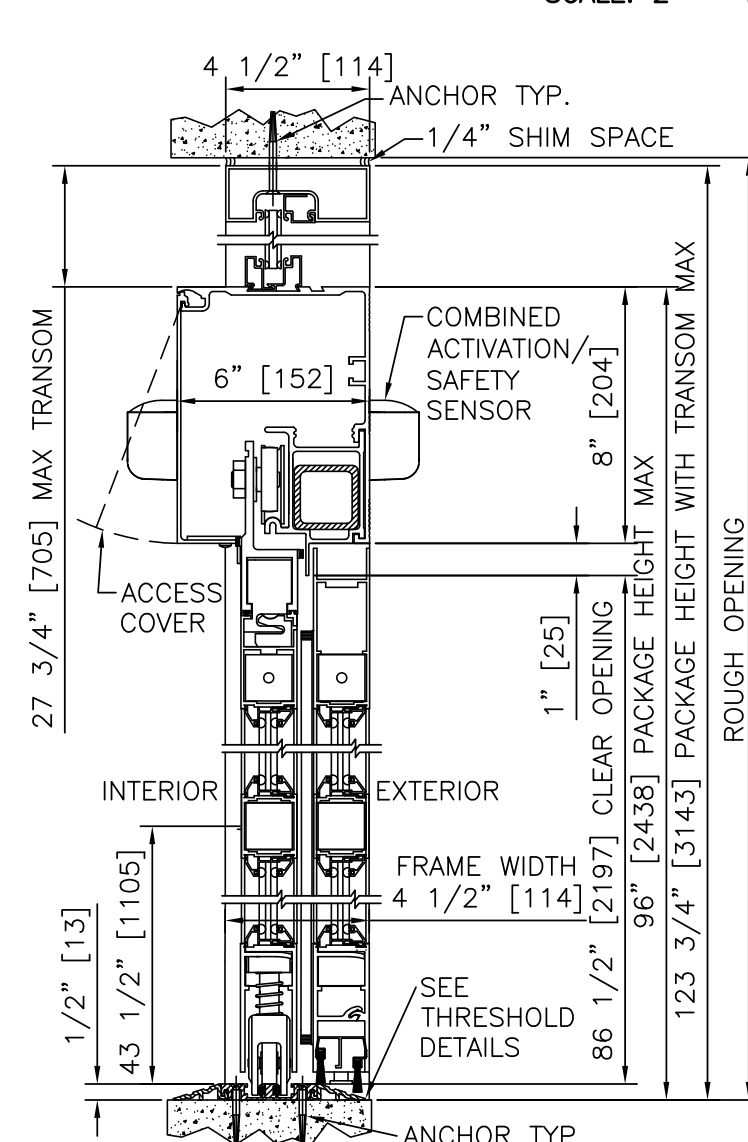 4 1/2” [114]
ANCHOR TYP.
1/4” SHIM SPACE
27 3/4” [705] MAX TRANSOM
COMBINED
ACTIVATION/
SAFETY
SENSOR
6” [152]
8” [204]
ACCESS
COVER
1” [25]
86 1/2” [2197] CLEAR OPENING
96” [2438] PACKAGE HEIGHT MAX
123 3/4” [3143] PACKAGE HEIGHT WITH TRANSOM MAX
ROUGH OPENING
INTERIOR
EXTERIOR
FRAME WIDTH
4 1/2” [114]
1/2” [13]
43 1/2” [1105]
SEE
THRESHOLD
DETAILS
ANCHOR TYP